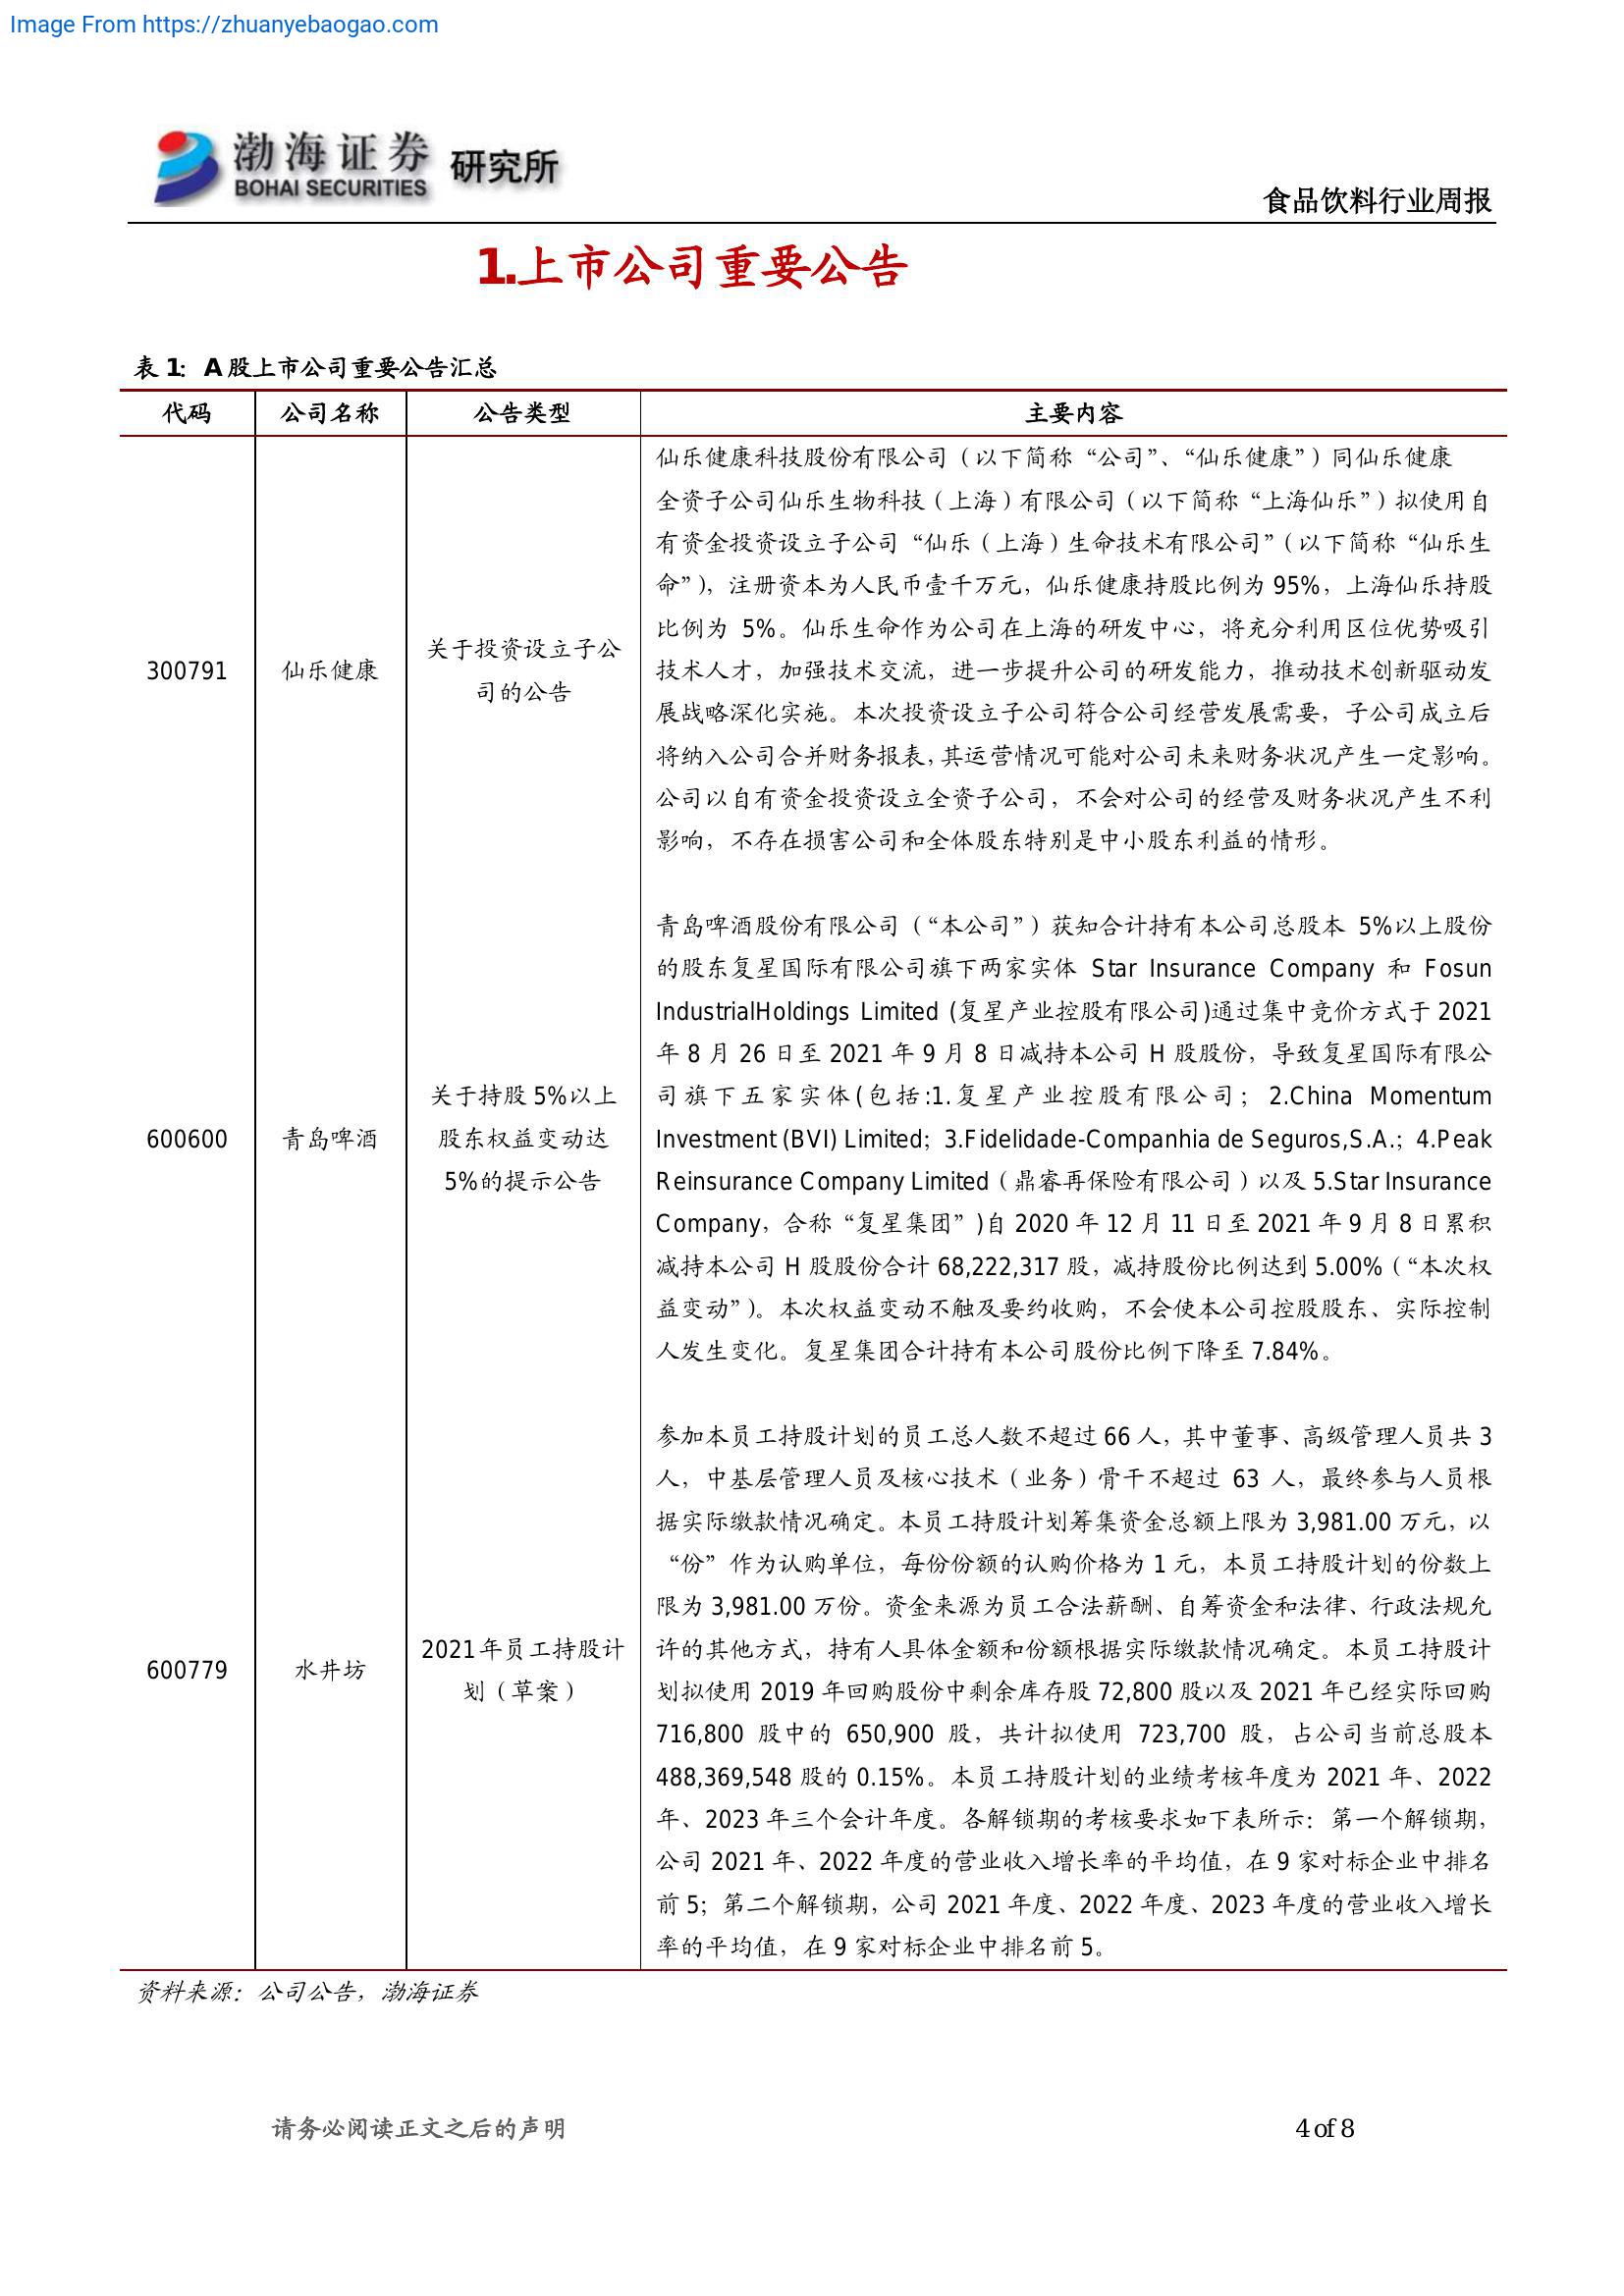 Image From https://zhuanyebaogao.com
渤海证券 研究所
BOHAI SECURITIES
食品饮料行业周报
1.上市公司重要公告
表 1：A 股上市公司重要公告汇总
代码 公司名称 公告类型 主要内容
仙乐健康科技股份有限公司（以下简称“公司”、“仙乐健康”）同仙乐健康
全资子公司仙乐生物科技（上海）有限公司（以下简称“上海仙乐”）拟使用自
有资金投资设立子公司“仙乐（上海）生命技术有限公司”（以下简称“仙乐生
命”），注册资本为人民币壹千万元，仙乐健康持股比例为 95%，上海仙乐持股
比例为 5%。仙乐生命作为公司在上海的研发中心，将充分利用区位优势吸引
300791 仙乐健康 关于投资设立子公
司的公告
技术人才，加强技术交流，进一步提升公司的研发能力，推动技术创新驱动发
展战略深化实施。本次投资设立子公司符合公司经营发展需要，子公司成立后
将纳入公司合并财务报表，其运营情况可能对公司未来财务状况产生一定影响。
公司以自有资金投资设立全资子公司，不会对公司的经营及财务状况产生不利
影响，不存在损害公司和全体股东特别是中小股东利益的情形。
600600 青岛啤酒 关于持股 5%以上
股东权益变动达
5%的提示公告
青岛啤酒股份有限公司（“本公司”）获知合计持有本公司总股本 5%以上股份
的股东复星国际有限公司旗下两家实体 Star Insurance Company 和 Fosun
IndustrialHoldings Limited (复星产业控股有限公司)通过集中竞价方式于 2021
年 8 月 26 日至 2021 年 9 月 8 日减持本公司 H 股股份，导致复星国际有限公
司旗下五家实体(包括:1.复星产业控股有限公司；2.China Momentum
Investment (BVI) Limited；3.Fidelidade-Companhia de Seguros,S.A.；4.Peak
Reinsurance Company Limited（鼎睿再保险有限公司）以及 5.Star Insurance
Company，合称“复星集团”)自 2020 年 12 月 11 日至 2021 年 9 月 8 日累积
减持本公司 H 股股份合计 68,222,317 股，减持股份比例达到 5.00%（“本次权
益变动”）。本次权益变动不触及要约收购，不会使本公司控股股东、实际控制
人发生变化。复星集团合计持有本公司股份比例下降至 7.84%。
600779 水井坊 2021 年员工持股计
划（草案）
参加本员工持股计划的员工总人数不超过 66 人，其中董事、高级管理人员共 3
人，中基层管理人员及核心技术（业务）骨干不超过 63 人，最终参与人员根
据实际缴款情况确定。本员工持股计划筹集资金总额上限为 3,981.00 万元，以
“份”作为认购单位，每份份额的认购价格为 1 元，本员工持股计划的份数上
限为 3,981.00 万份。资金来源为员工合法薪酬、自筹资金和法律、行政法规允
许的其他方式，持有人具体金额和份额根据实际缴款情况确定。本员工持股计
划拟使用 2019 年回购股份中剩余库存股 72,800 股以及 2021 年已经实际回购
716,800 股中的 650,900 股，共计拟使用 723,700 股，占公司当前总股本
488,369,548 股的 0.15%。本员工持股计划的业绩考核年度为 2021 年、2022
年、2023 年三个会计年度。各解锁期的考核要求如下表所示：第一个解锁期，
公司 2021 年、2022 年度的营业收入增长率的平均值，在 9 家对标企业中排名
前 5；第二个解锁期，公司 2021 年度、2022 年度、2023 年度的营业收入增长
率的平均值，在 9 家对标企业中排名前 5。
资料来源：公司公告，渤海证券
请务必阅读正文之后的声明
4 of 8